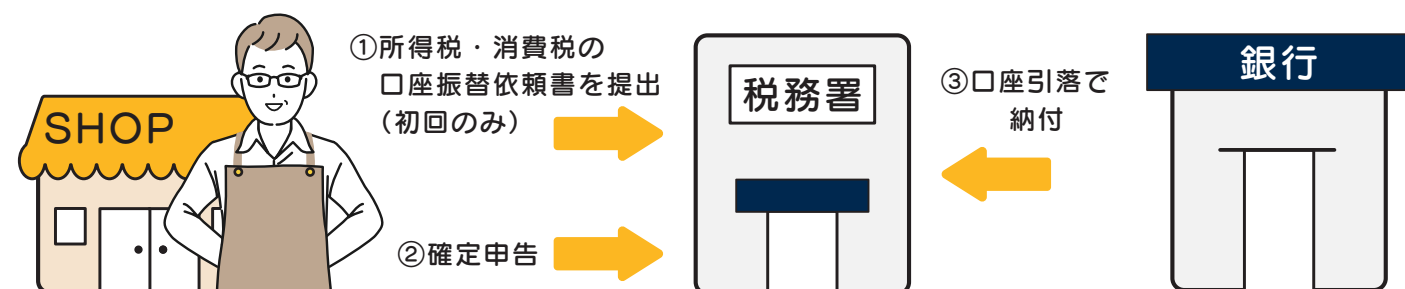 SHOP
①所得税・消費税の
口座振替依頼書を提出
（初回のみ）
②確定申告
税務署
③口座引落で
納付
銀行